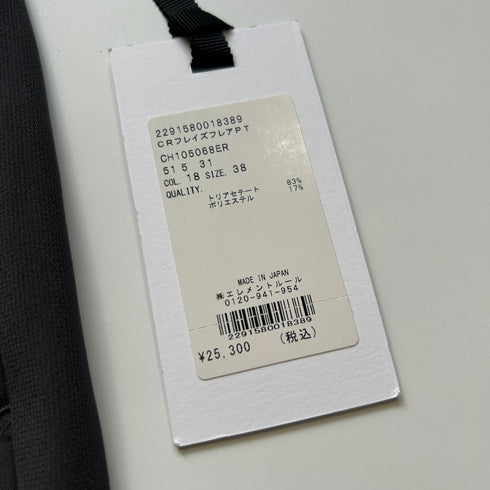 2291580018389
CRフレイズフレアPT
CH105068ER
51 5 31
COL. 18 SIZE. 38
QUALITY.
トリアセテート 83%
ポリエステル 17%
MADE IN JAPAN
㈱エレメントルール
0120-941-954
2291580018389
¥25,300 (税込)